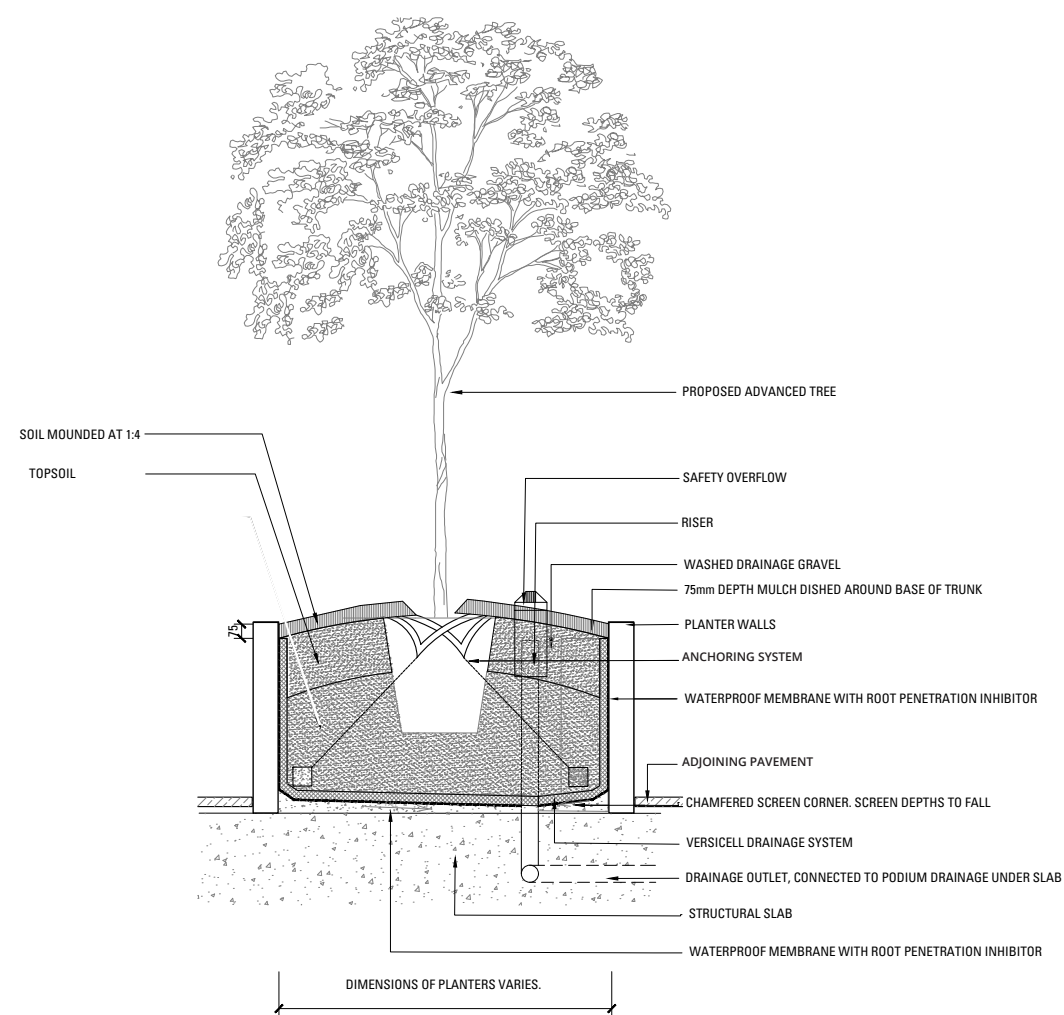 PROPOSED ADVANCED TREE
SOIL MOUNDED AT 1:4
TOPSOIL
SAFETY OVERFLOW
RISER
WASHED DRAINAGE GRAVEL
75mm DEPTH MULCH DISHED AROUND BASE OF TRUNK
75
PLANTER WALLS
ANCHORING SYSTEM
WATERPROOF MEMBRANE WITH ROOT PENETRATION INHIBITOR
ADJOINING PAVEMENT
CHAMFERED SCREEN CORNER. SCREEN DEPTHS TO FALL
VERSICELL DRAINAGE SYSTEM
DRAINAGE OUTLET, CONNECTED TO PODIUM DRAINAGE UNDER SLAB
STRUCTURAL SLAB
WATERPROOF MEMBRANE WITH ROOT PENETRATION INHIBITOR
DIMENSIONS OF PLANTERS VARIES.